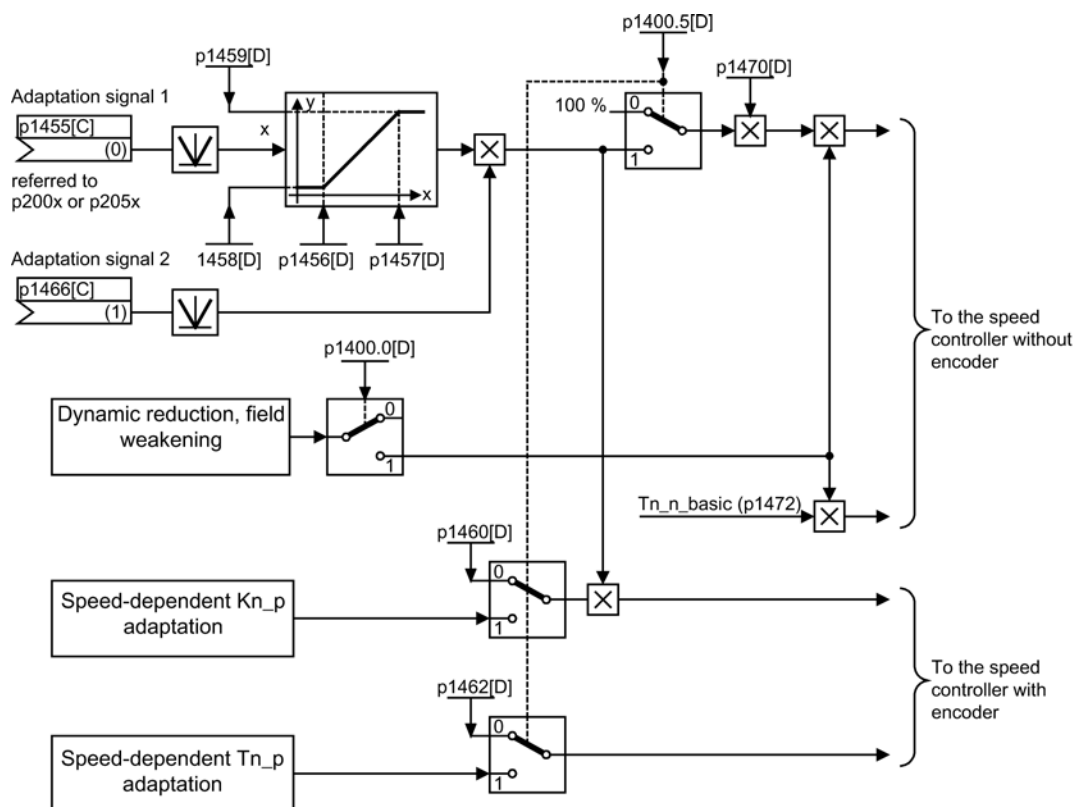 p1400.5[D]
p1459[D]
p1470[D]
Adaptation signal 1
p1455[C]
(0)
x
y
x
100 %
0
1
referred to
p200x or p205x
1458[D]
p1456[D]
p1457[D]
Adaptation signal 2
p1466[C]
(1)
To the speed
controller without
encoder
p1400.0[D]
Dynamic reduction, field
weakening
0
1
Tn_n_basic (p1472)
p1460[D]
Speed-dependent Kn_p
adaptation
0
1
To the speed
controller with
encoder
p1462[D]
Speed-dependent Tn_p
adaptation
0
1